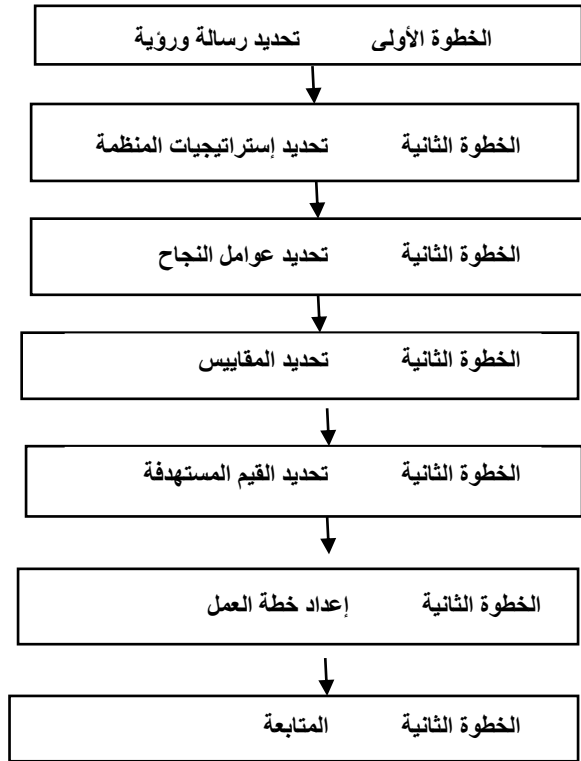 الخطوة الأولى تحديد رسالة ورؤية
الخطوة الثانية تحديد إستراتيجيات المنظمة
الخطوة الثانية تحديد عوامل النجاح
الخطوة الثانية تحديد المقاييس
الخطوة الثانية تحديد القيم المستهدفة
الخطوة الثانية إعداد خطة العمل
الخطوة الثانية المتابعة